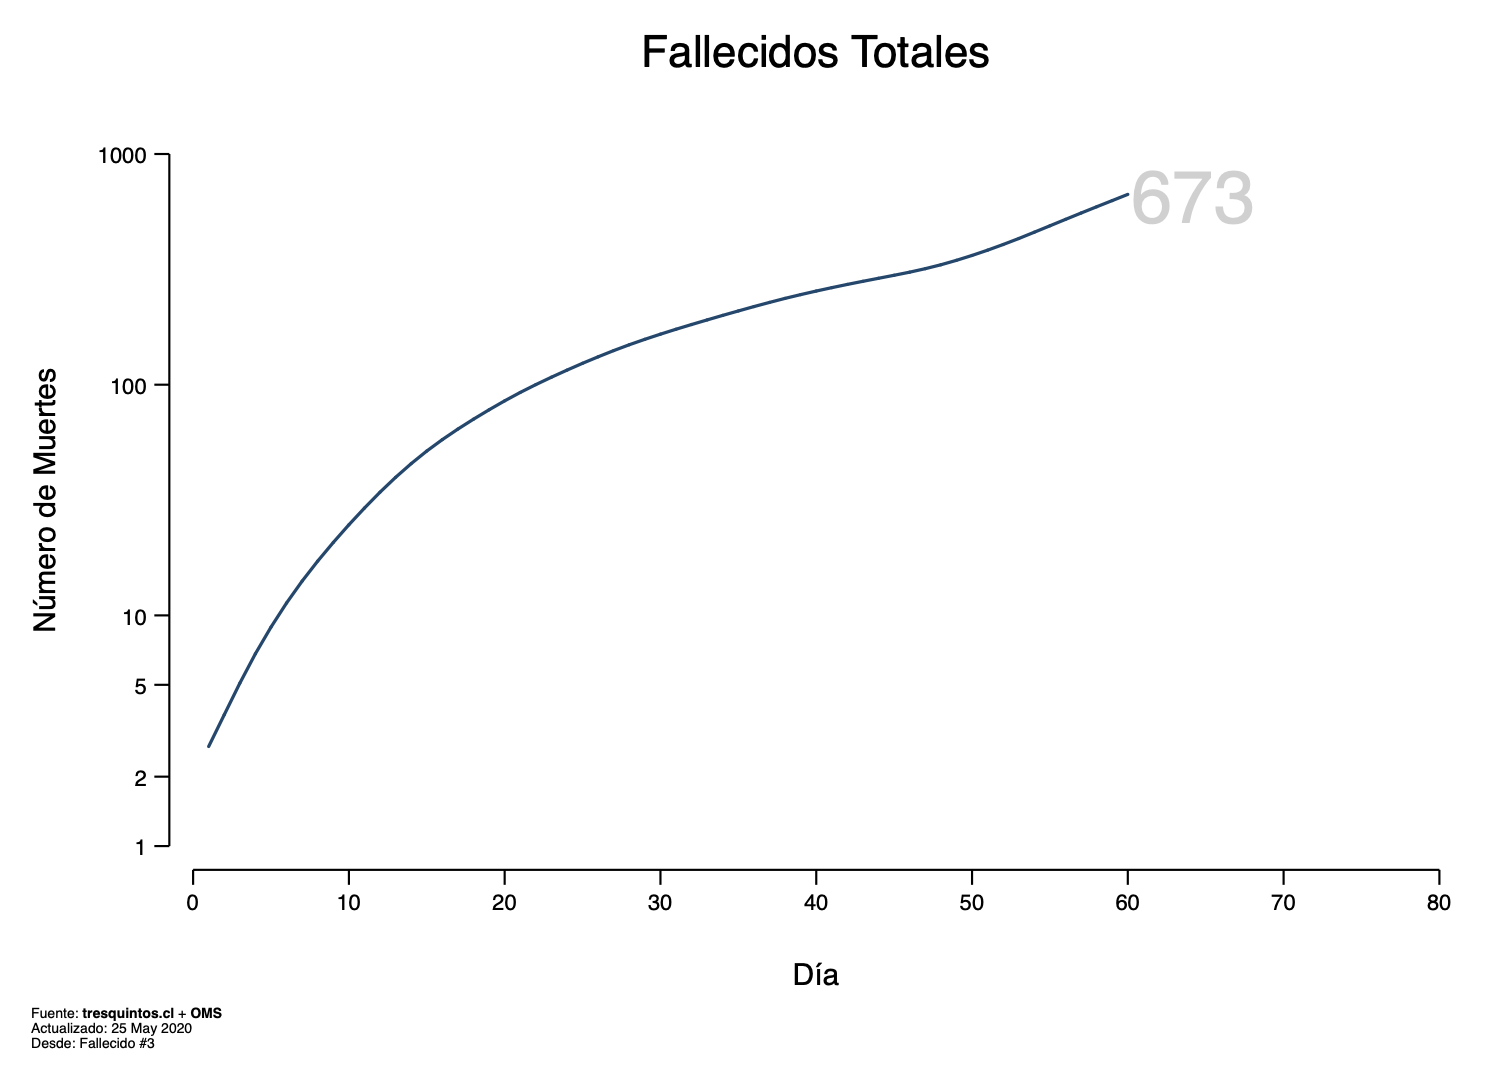 Fallecidos Totales
1000
673
100
10
5
2
1
Número de Muertes
0 10 20 30 40 50 60 70 80
Día
Fuente: tresquintos.cl + OMS
Actualizado: 25 May 2020
Desde: Fallecido #3